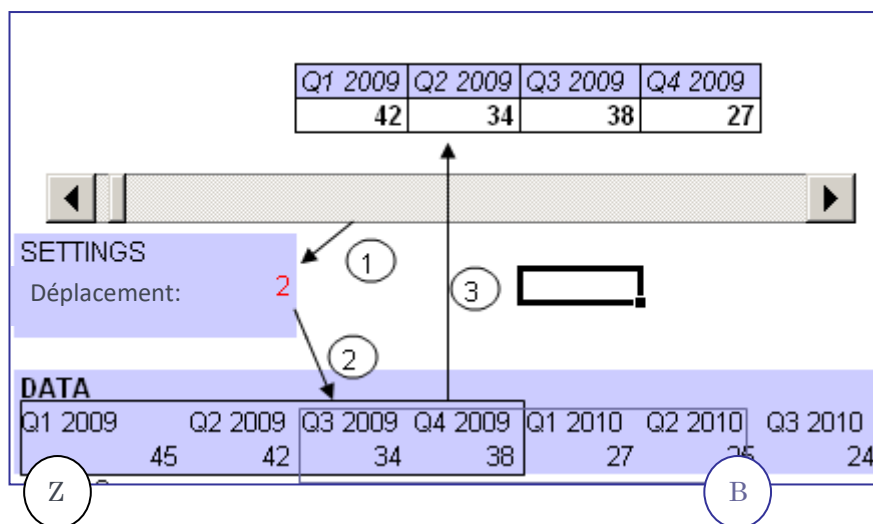 Q1 2009 Q2 2009 Q3 2009 Q4 2009
42 34 38 27
SETTINGS
1
Déplacement: 2
3
2
DATA
Q1 2009 Q2 2009 Q3 2009 Q4 2009 Q1 2010 Q2 2010 Q3 2010
45 42 34 38 27 24
Z B